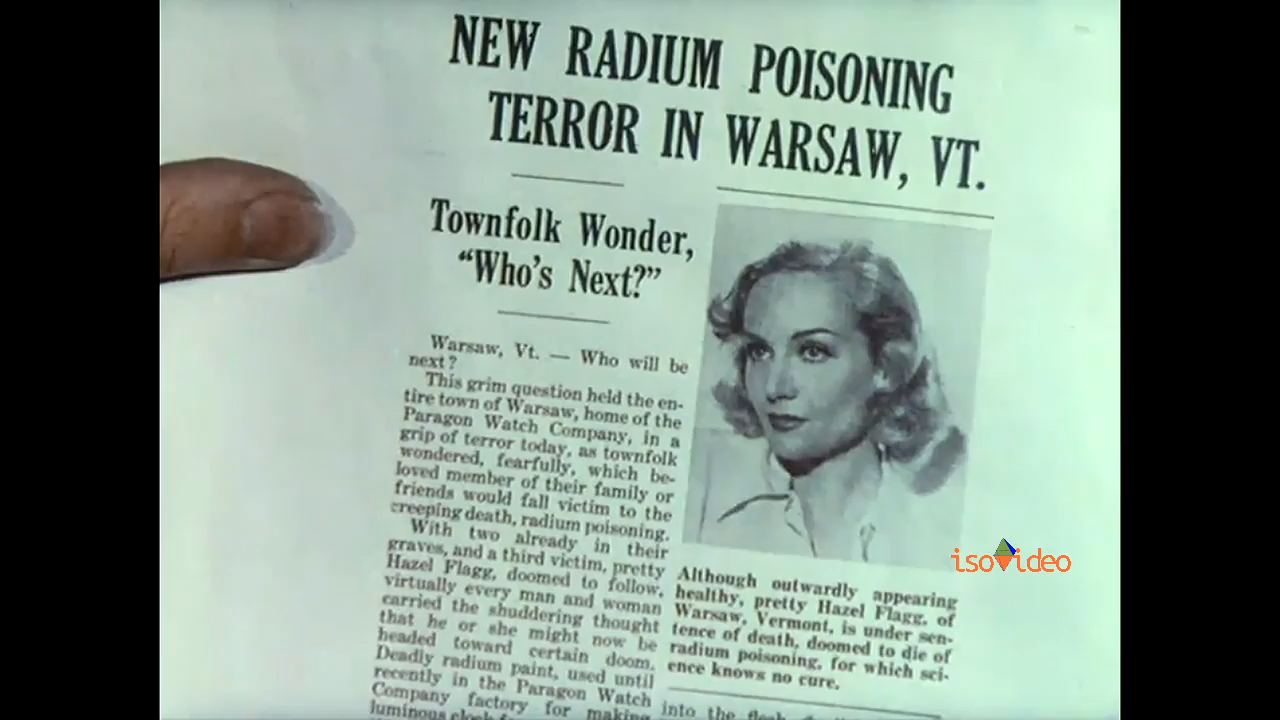 NEW RADIUM POISONING
TERROR IN WARSAW, VT.
Townfolk Wonder,
“Who’s Next?”
Warsaw, Vt. — Who will be
next?
This grim question held the en-
tire town of Warsaw, home of the
Paragon Watch Company, in a
grip of terror today, as townfolk
wondered, fearfully, which be-
loved member of their family or
friends would fall victim to the
creeping death, radium poisoning.
With two already in their
graves, and a third victim, pretty
Hazel Flagg, doomed to follow,
virtually every man and woman
carried the shuddering thought
that he or she might now be
headed toward certain doom.
Deadly radium paint, used until
recently in the Paragon Watch
Company factory for making
luminous
Although outwardly appearing
healthy, pretty Hazel Flagg, of
Warsaw, Vermont, is under sen-
tence of death, doomed to die of
radium poisoning, for which sci-
ence knows no cure.
into the
isovideo